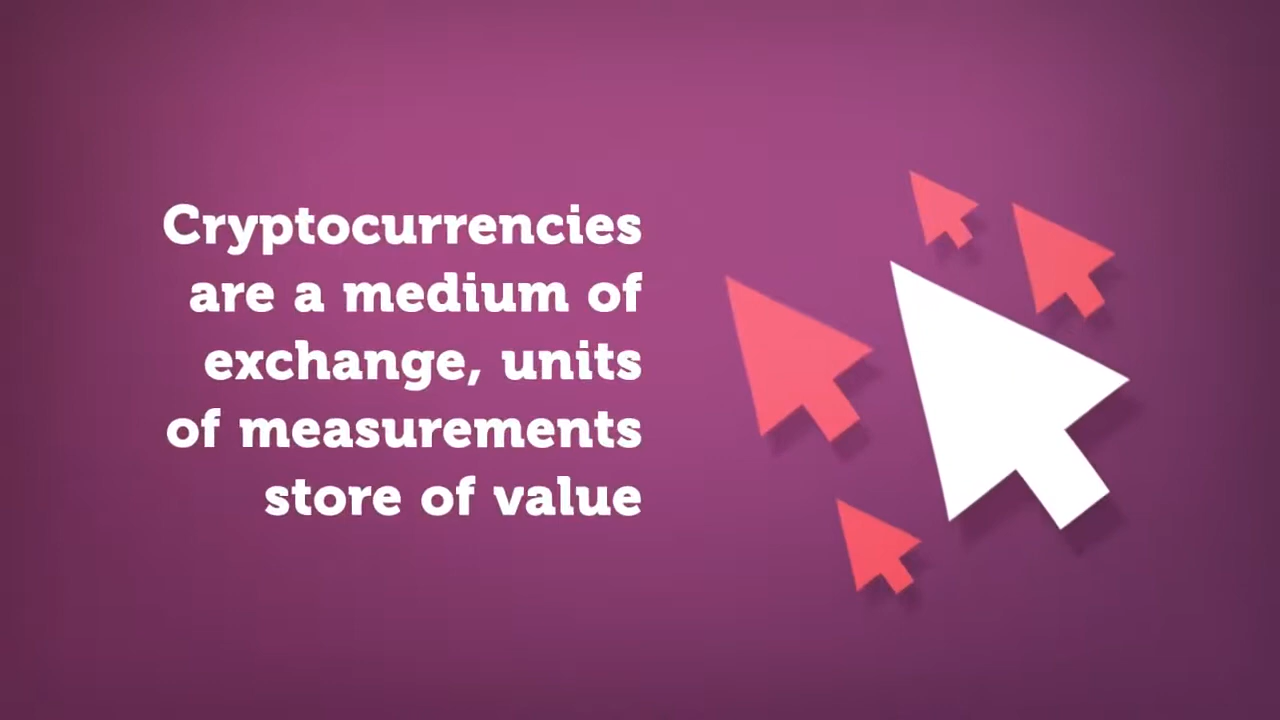 Cryptocurrencies
are a medium of
exchange, units
of measurements
store of value